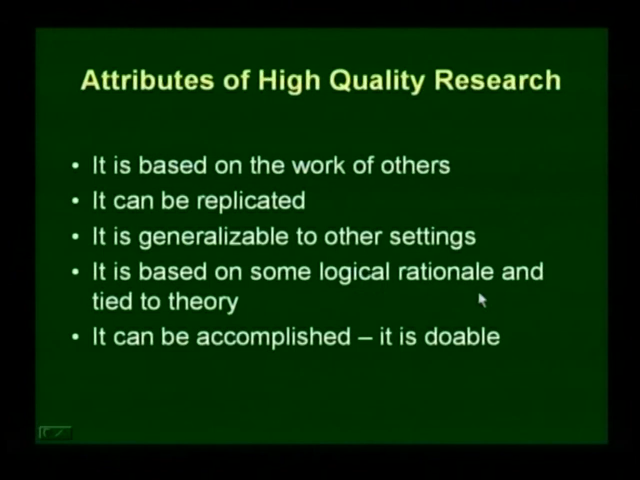 Attributes of High Quality Research
• It is based on the work of others
• It can be replicated
• It is generalizable to other settings
• It is based on some logical rationale and
tied to theory
• It can be accomplished – it is doable